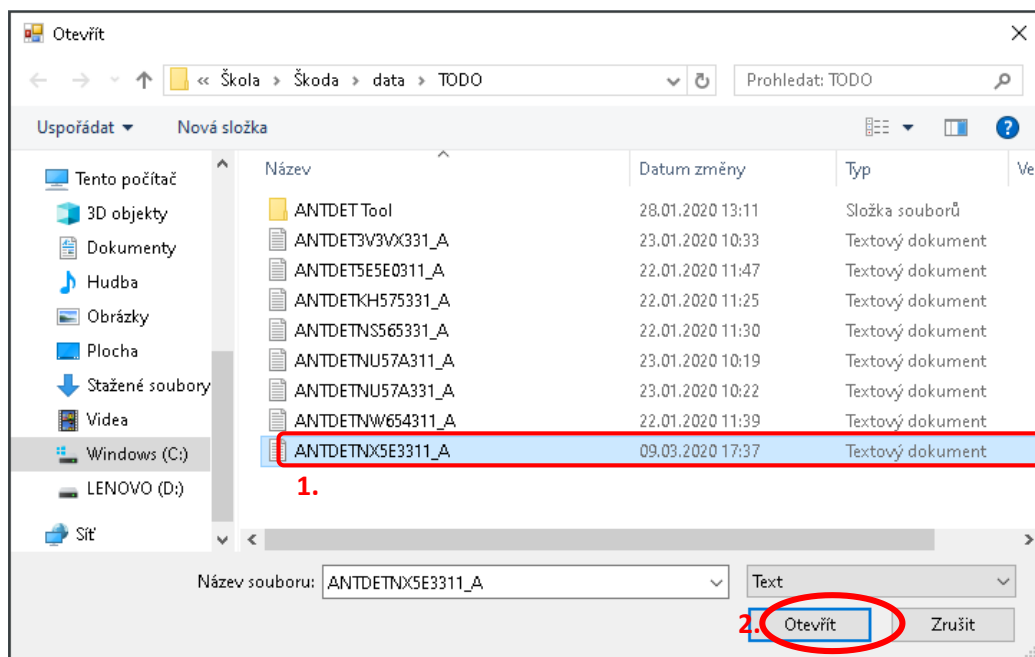 Otevřít
« Škola › Škoda › data › TODO
Prohledat: TODO
Uspořádat
Nová složka
?
Název
Datum změny
Typ
Ve
Tento počítač
3D objekty
Dokumenty
Hudba
Obrázky
Plocha
Stažené soubory
Videa
Windows (C:)
LENOVO (D:)
Síť
ANTDET Tool 28.01.2020 13:11 Složka souborů
ANTDET3V3VX331_A 23.01.2020 10:33 Textový dokument
ANTDET5E5E0311_A 22.01.2020 11:47 Textový dokument
ANTDETKH575331_A 22.01.2020 11:25 Textový dokument
ANTDETNS565331_A 22.01.2020 11:30 Textový dokument
ANTDETNU57A311_A 23.01.2020 10:19 Textový dokument
ANTDETNU57A331_A 23.01.2020 10:22 Textový dokument
ANTDETNW654311_A 22.01.2020 11:39 Textový dokument
ANTDETNX5E3311_A 09.03.2020 17:37 Textový dokument
1.
Název souboru: ANTDETNX5E3311_A
Text
2.
Otevřít
Zrušit